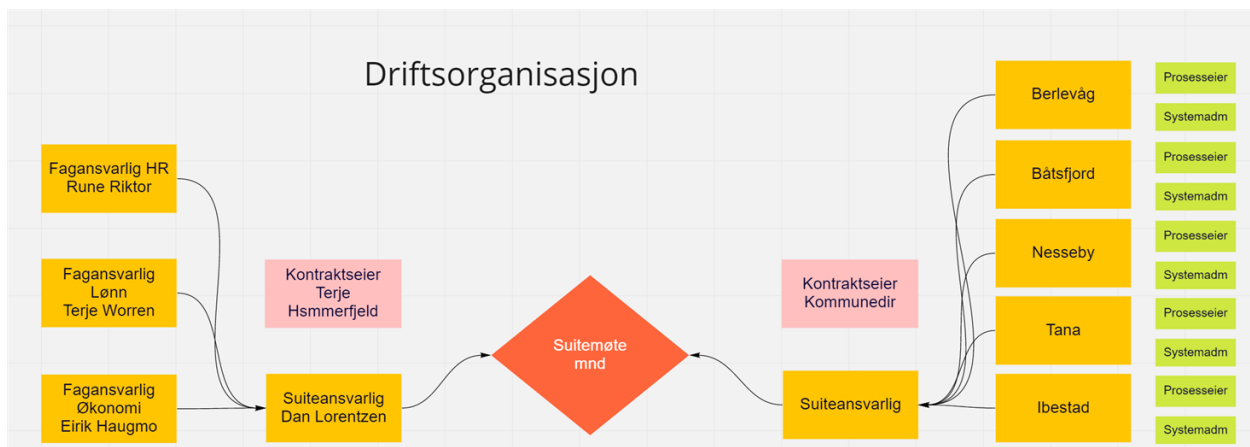 Driftsorganisasjon
Fagansvarlig HR
Rune Riktor
Fagansvarlig
Lønn
Terje Worren
Fagansvarlig
Økonomi
Eirik Haugmo
Kontraktseier
Terje
Hsmmerfjeld
Suiteansvarlig
Dan Lorentzen
Suitemøte
mnd
Kontraktseier
Kommunedir
Suiteansvarlig
Berlevåg
Prosesseier
Systemadm
Båtsfjord
Prosesseier
Systemadm
Nesseby
Prosesseier
Systemadm
Tana
Prosesseier
Systemadm
Ibestad
Prosesseier
Systemadm